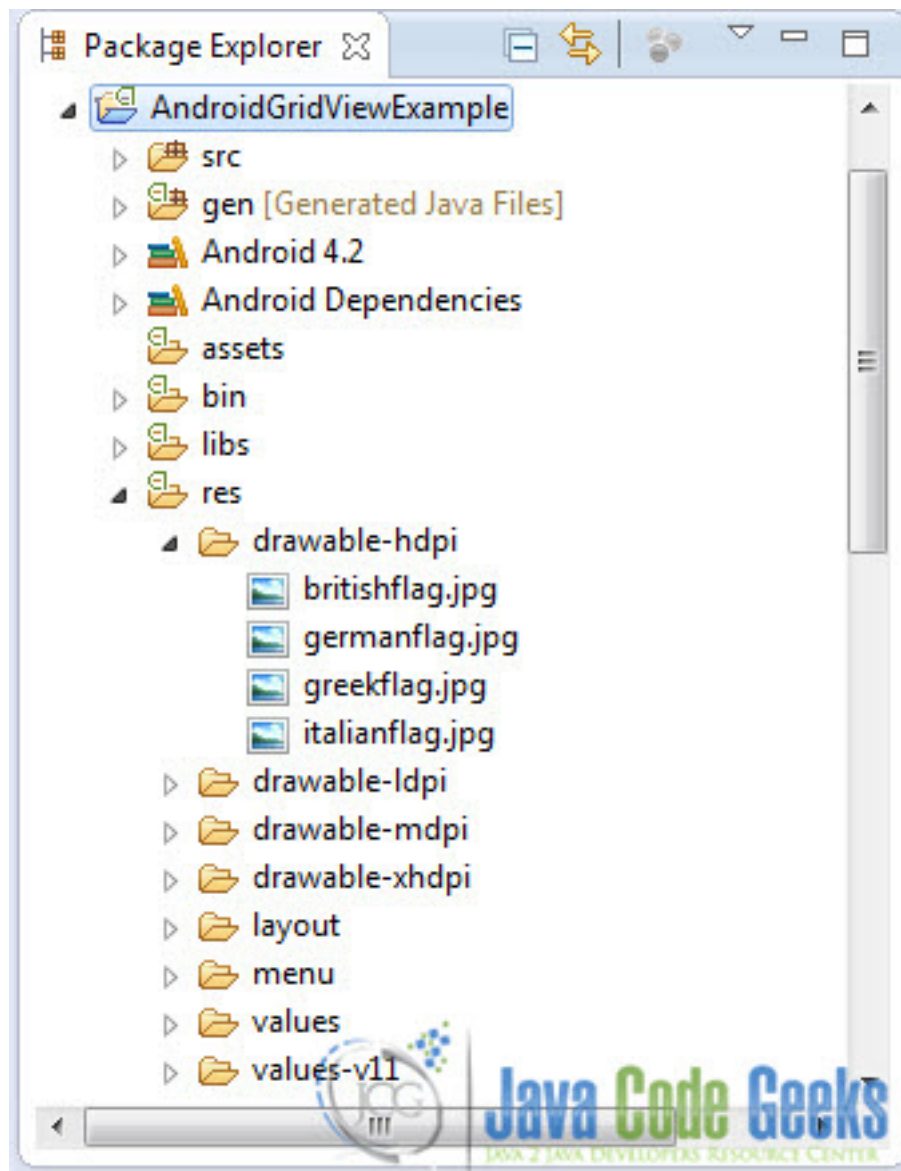 Package Explorer
AndroidGridViewExample
src
gen [Generated Java Files]
Android 4.2
Android Dependencies
assets
bin
libs
res
drawable-hdpi
britishflag.jpg
germanflag.jpg
greekflag.jpg
italianflag.jpg
drawable-ldpi
drawable-mdpi
drawable-xhdpi
layout
menu
values
values-v11
JCG
Java Code Geeks
JAVA 2 JAVA DEVELOPERS RESOURCE CENTER